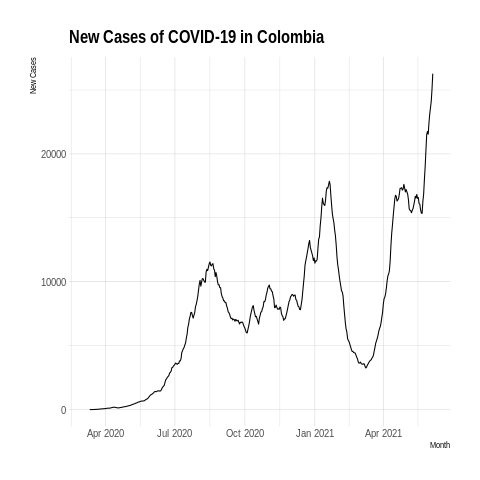 New Cases of COVID-19 in Colombia
New Cases
20000
10000
0
Apr 2020
Jul 2020
Oct 2020
Jan 2021
Apr 2021
Month